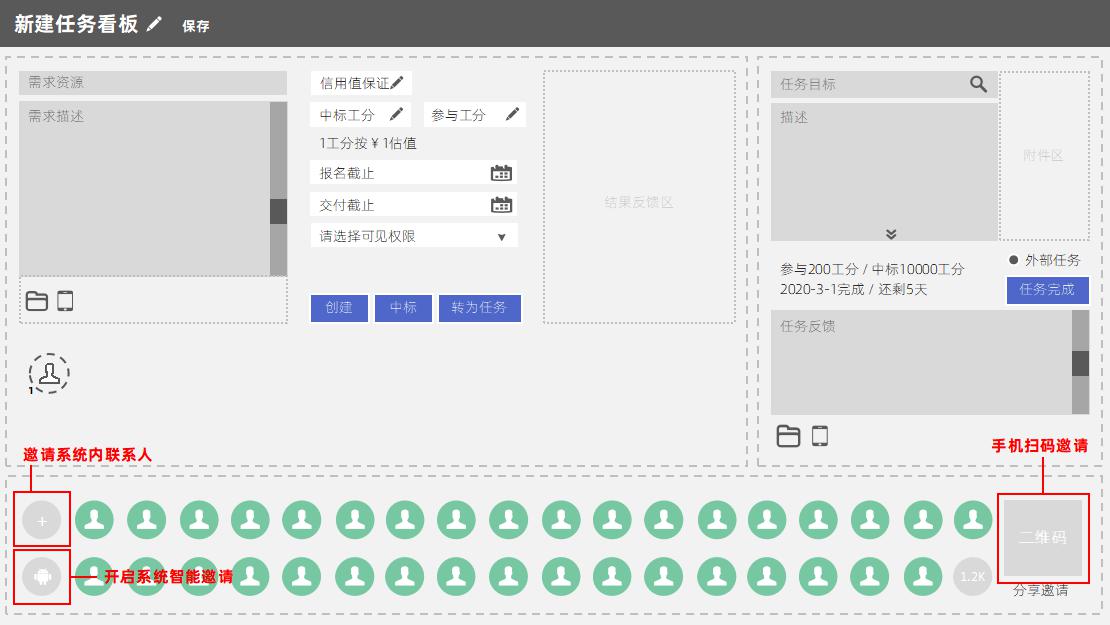 新建任务看板 保存
需求资源
需求描述
信用值保证
中标工分 参与工分
1工分按¥1估值
报名截止
交付截止
请选择可见权限
创建 中标 转为任务
结果反馈区
1
任务目标
描述
附件区
参与200工分 / 中标10000工分
2020-3-1完成 / 还剩5天
外部任务
任务完成
任务反馈
邀请系统内联系人
手机扫码邀请
+
开启系统智能邀请
1.2K
二维码
分享邀请